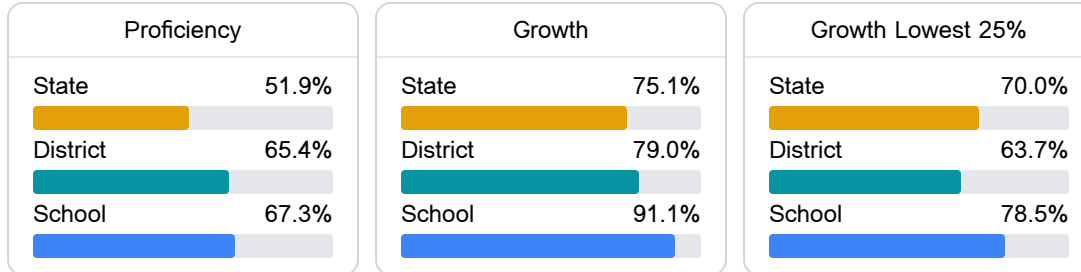 Proficiency
State 51.9%
District 65.4%
School 67.3%
Growth
State 75.1%
District 79.0%
School 91.1%
Growth Lowest 25%
State 70.0%
District 63.7%
School 78.5%